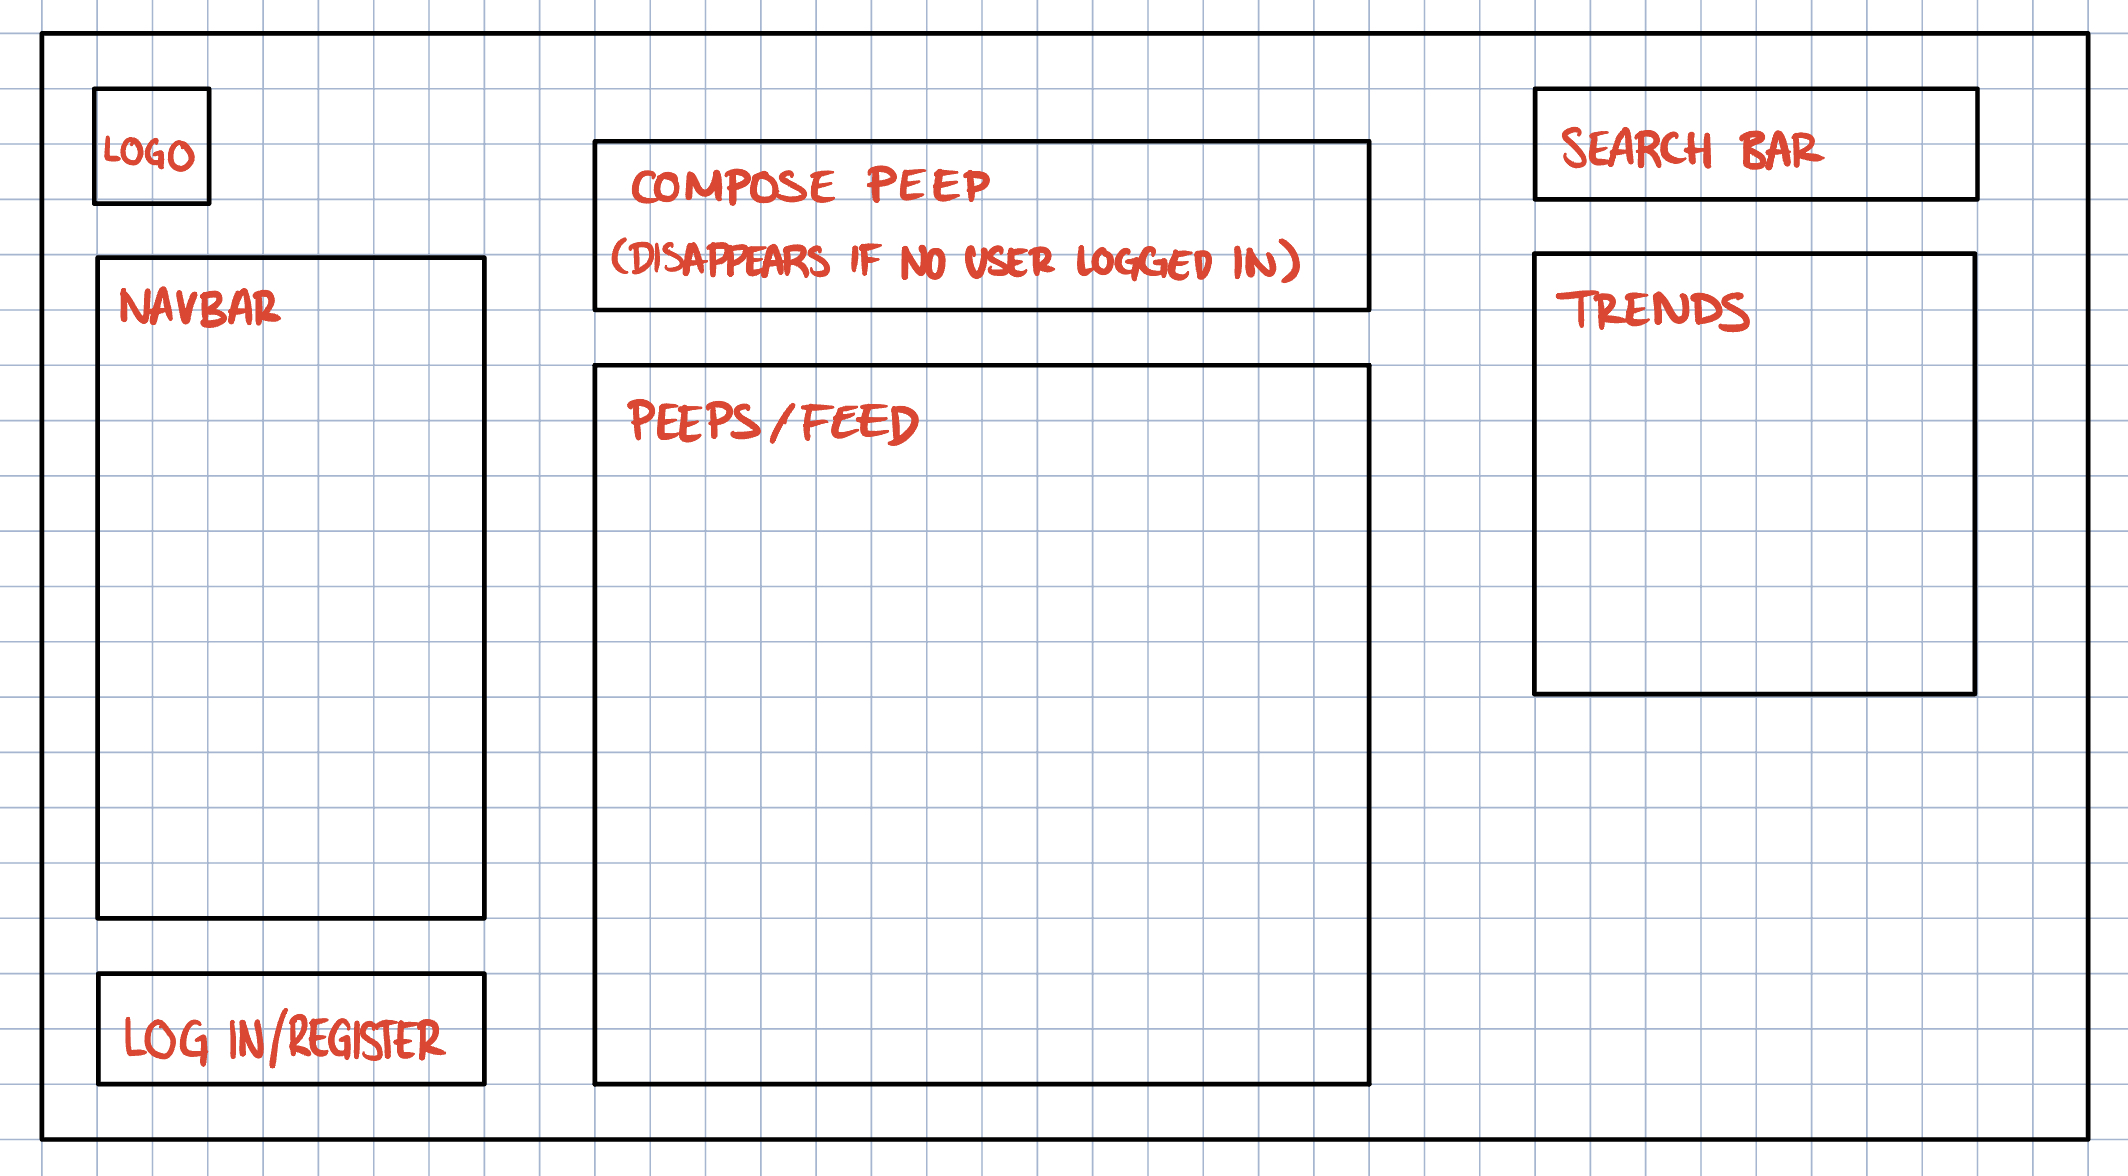 LOGO
NAVBAR
LOG IN/REGISTER
COMPOSE PEEP
(DISAPPEARS IF NO USER LOGGED IN)
PEEPS/FEED
SEARCH BAR
TRENDS